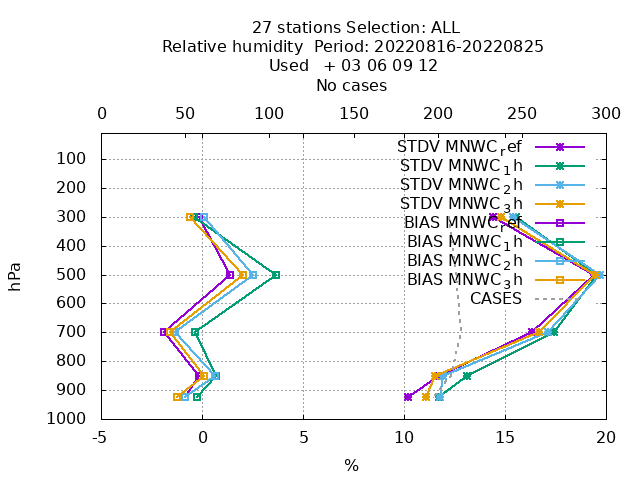 27 stations Selection: ALL
Relative humidity  Period: 20220816-20220825
Used   + 03 06 09 12
No cases
0 50 100 150 200 250 300
STDV MNWC_ref
STDV MNWC_1h
STDV MNWC_2h
STDV MNWC_3h
BIAS MNWC_ref
BIAS MNWC_1h
BIAS MNWC_2h
BIAS MNWC_3h
CASES
hPa
100
200
300
400
500
600
700
800
900
1000
-5 0 5 10 15 20
%